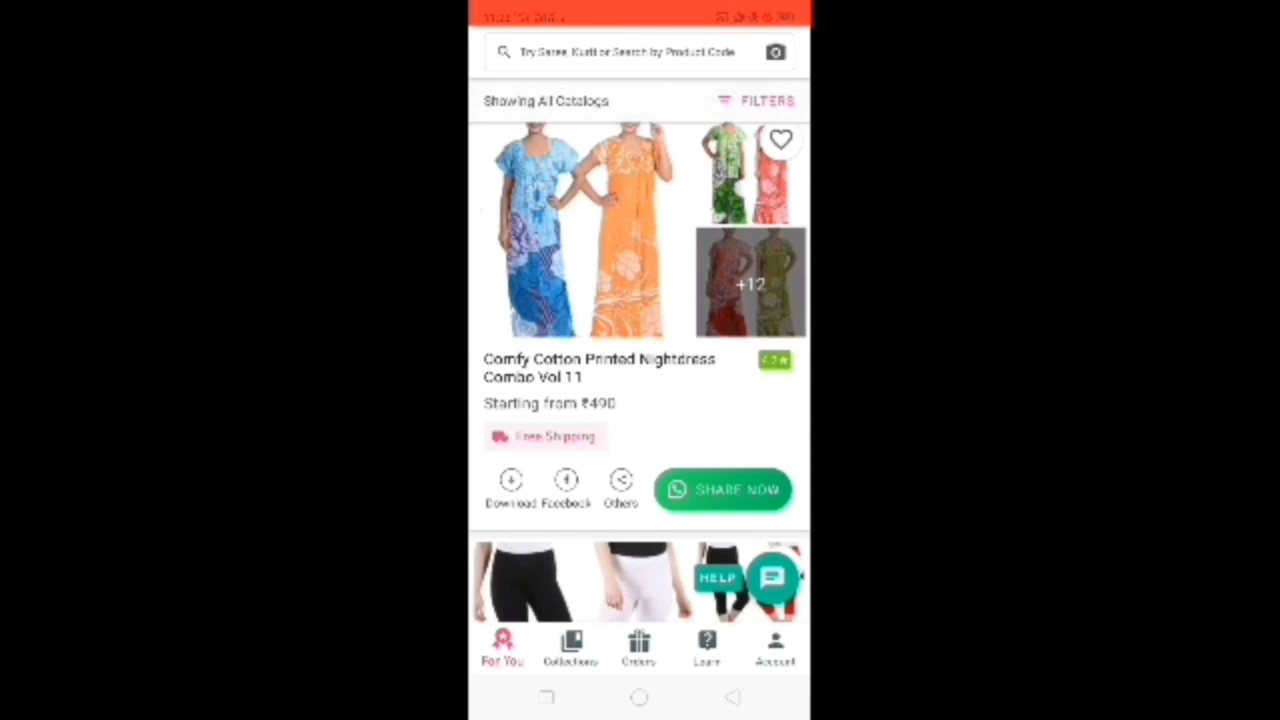 Try Saree, Kurti or Search by Product Code
Showing All Catalogs
FILTERS
+12
Comfy Cotton Printed Nightdress
Combo Vol 11
Starting from ₹490
Free Shipping
Download
Facebook
Others
SHARE NOW
HELP
For You
Collections
Orders
Learn
Account